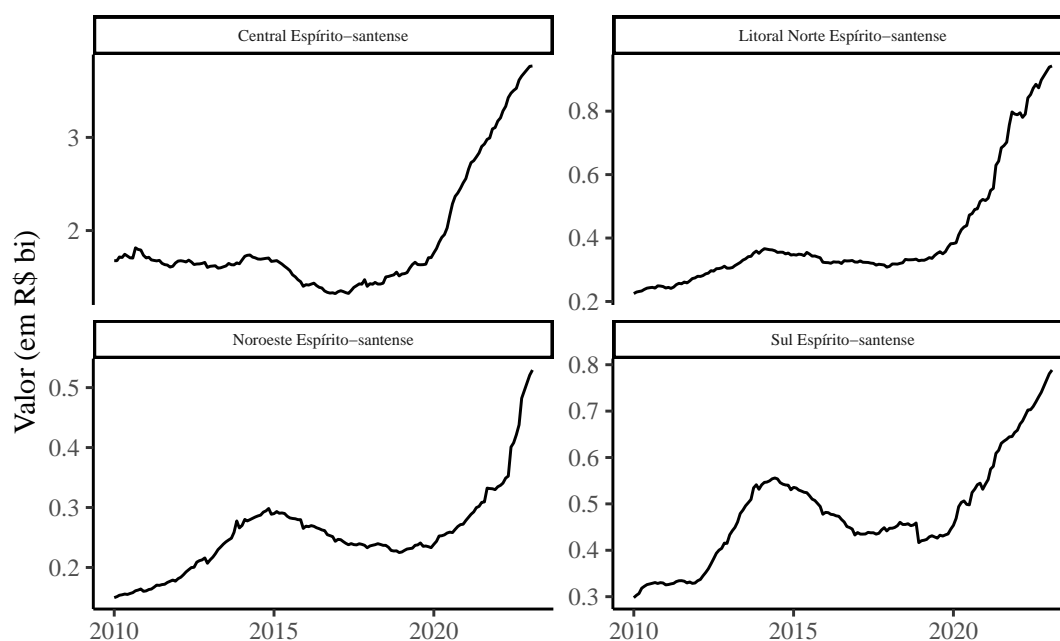 Central Espírito−santense
Litoral Norte Espírito−santense
3
2
0.8
0.6
0.4
0.2
Noroeste Espírito−santense
Sul Espírito−santense
Valor (em R$ bi)
0.5
0.4
0.3
0.2
0.8
0.7
0.6
0.5
0.4
0.3
2010 2015 2020
2010 2015 2020